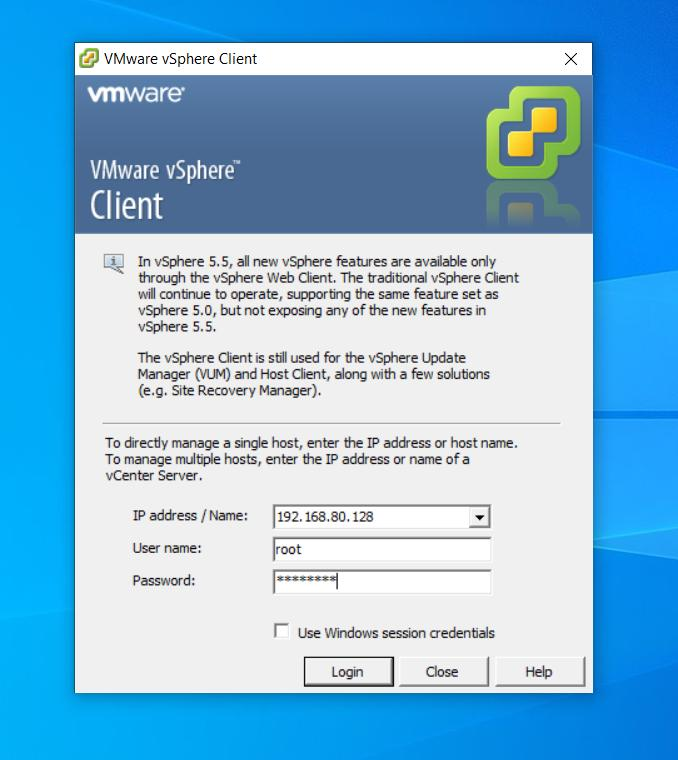 VMware vSphere Client
vmware®
VMware vSphere™
Client
In vSphere 5.5, all new vSphere features are available only
through the vSphere Web Client. The traditional vSphere Client
will continue to operate, supporting the same feature set as
vSphere 5.0, but not exposing any of the new features in
vSphere 5.5.
The vSphere Client is still used for the vSphere Update
Manager (VUM) and Host Client, along with a few solutions
(e.g. Site Recovery Manager).
To directly manage a single host, enter the IP address or host name.
To manage multiple hosts, enter the IP address or name of a
vCenter Server.
IP address / Name: 192.168.80.128
User name: root
Password: ********
Use Windows session credentials
Login Close Help